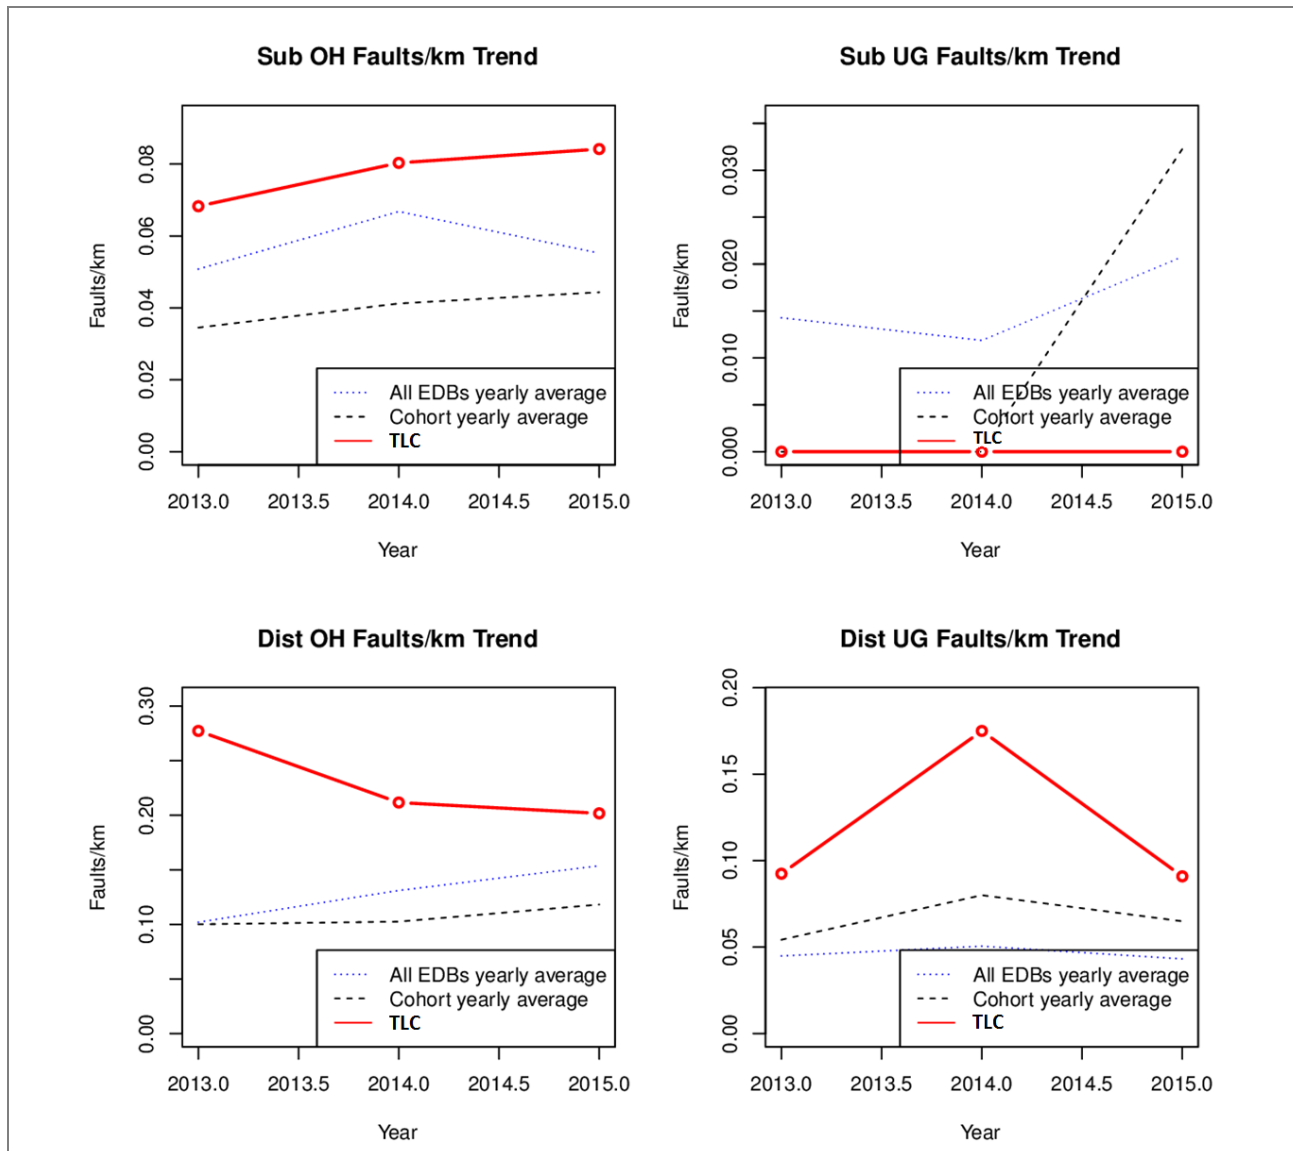 Sub OH Faults/km Trend
Faults/km
0.00 0.02 0.04 0.06 0.08
All EDBs yearly average
Cohort yearly average
TLC
2013.0 2013.5 2014.0 2014.5 2015.0
Year
Sub UG Faults/km Trend
Faults/km
0.000 0.010 0.020 0.030
All EDBs yearly average
Cohort yearly average
TLC
2013.0 2013.5 2014.0 2014.5 2015.0
Year
Dist OH Faults/km Trend
Faults/km
0.00 0.10 0.20 0.30
All EDBs yearly average
Cohort yearly average
TLC
2013.0 2013.5 2014.0 2014.5 2015.0
Year
Dist UG Faults/km Trend
Faults/km
0.00 0.05 0.10 0.15 0.20
All EDBs yearly average
Cohort yearly average
TLC
2013.0 2013.5 2014.0 2014.5 2015.0
Year